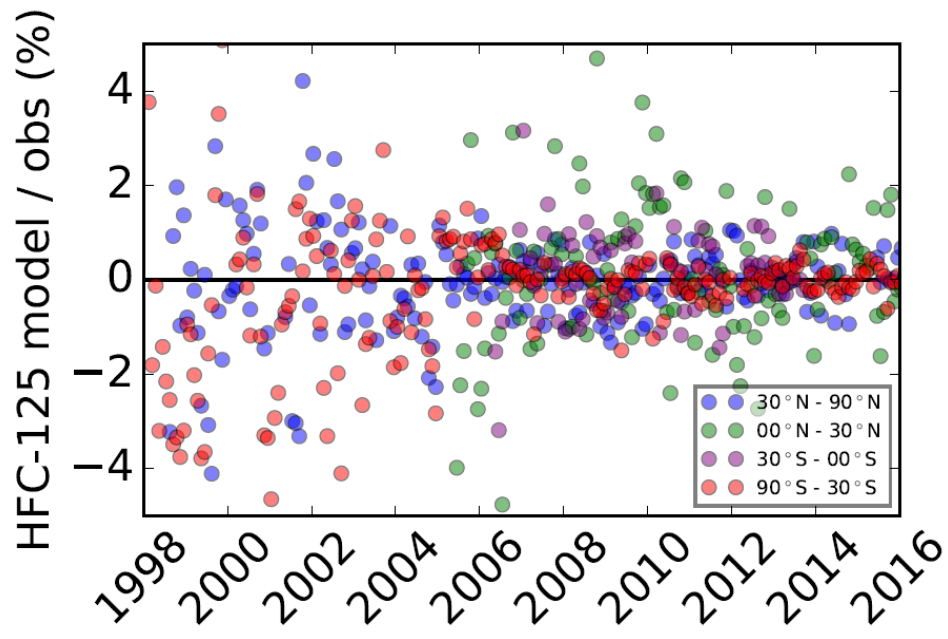 HFC-125 model / obs (%)
4
2
0
−2
−4
30°N - 90°N
00°N - 30°N
30°S - 00°S
90°S - 30°S
1998 2000 2002 2004 2006 2008 2010 2012 2014 2016